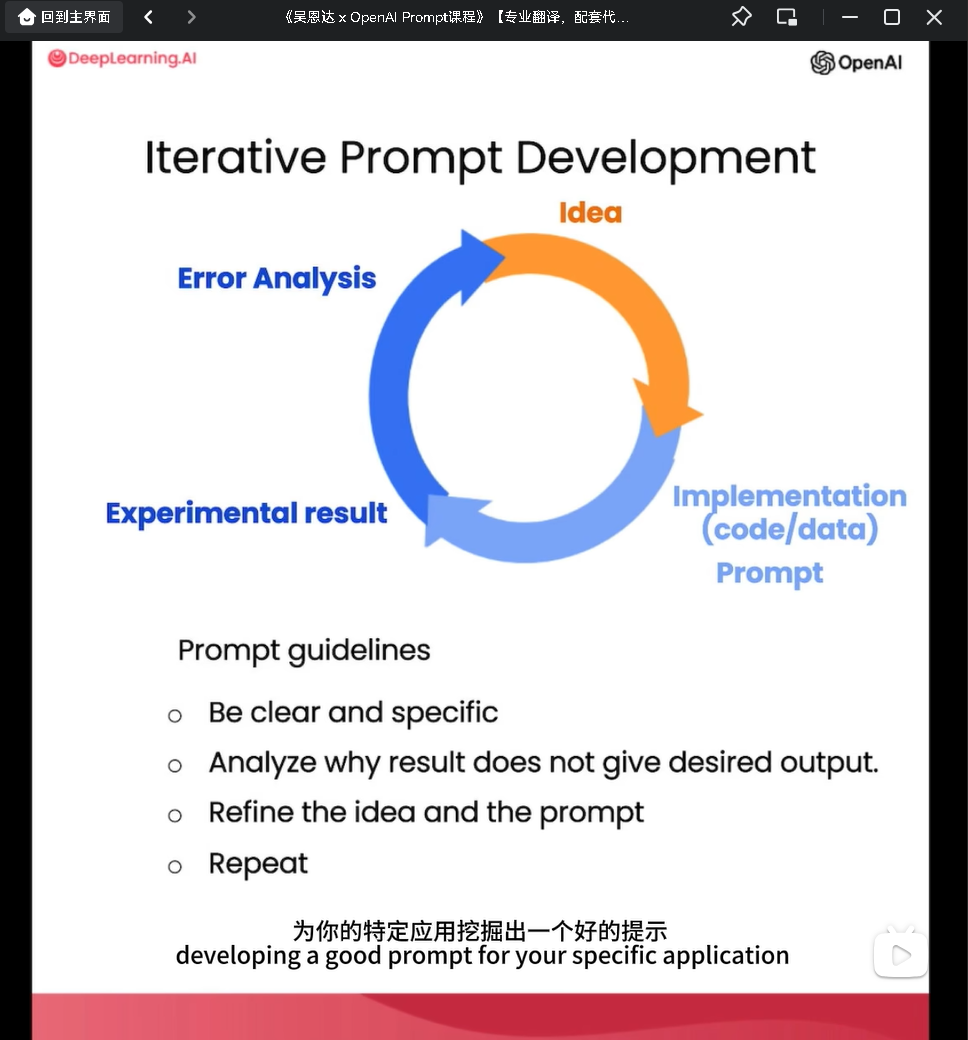 回到主界面
《吴恩达 x OpenAI Prompt课程》【专业翻译，配套代...
DeepLearning.AI
OpenAI
Iterative Prompt Development
Idea
Error Analysis
Implementation
(code/data)
Experimental result
Prompt
Prompt guidelines
Be clear and specific
Analyze why result does not give desired output.
Refine the idea and the prompt
Repeat
为你的特定应用挖掘出一个好的提示
developing a good prompt for your specific application